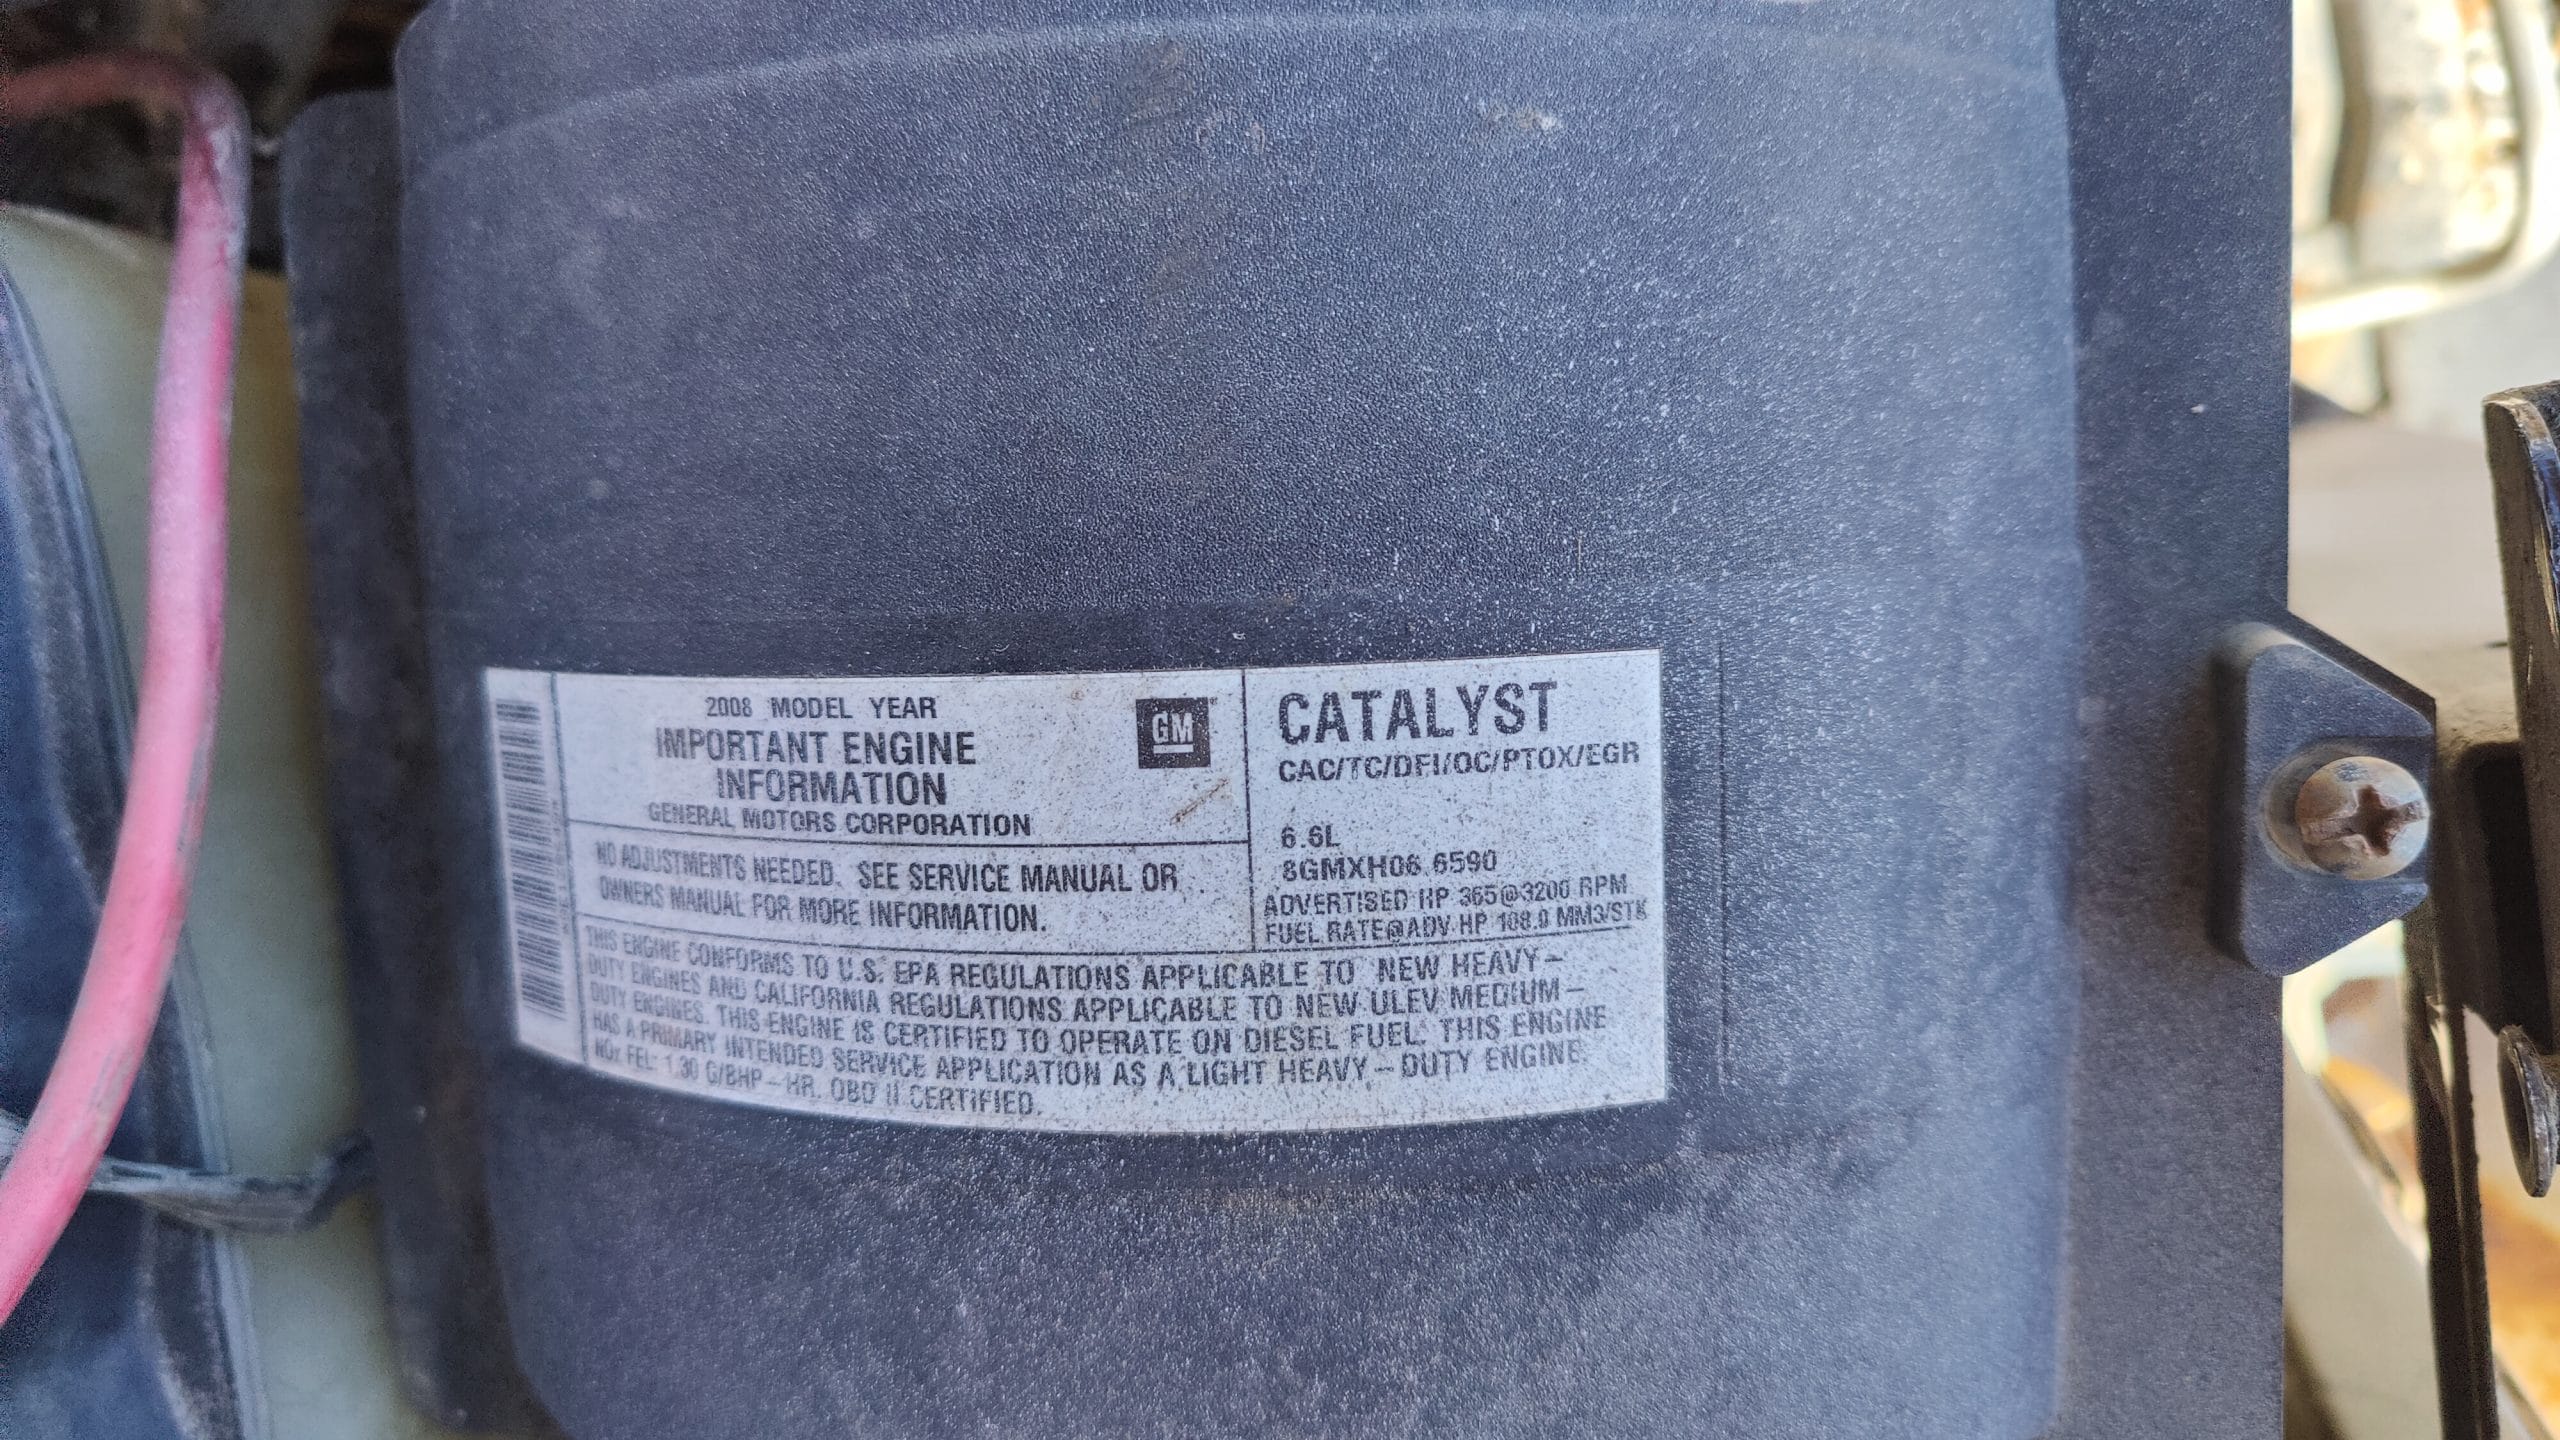 2008 MODEL YEAR
IMPORTANT ENGINE
INFORMATION
GENERAL MOTORS CORPORATION
GM
NO ADJUSTMENTS NEEDED. SEE SERVICE MANUAL OR
OWNERS MANUAL FOR MORE INFORMATION.
CATALYST
CAC/TC/DFI/OC/PTOX/EGR
6.6L
8GMXH06.6590
ADVERTISED HP 365@3200 RPM
FUEL RATE@ADV HP 108.9 MM3/STK
THIS ENGINE CONFORMS TO U.S. EPA REGULATIONS APPLICABLE TO NEW HEAVY–
DUTY ENGINES AND CALIFORNIA REGULATIONS APPLICABLE TO NEW ULEV MEDIUM–
DUTY ENGINES. THIS ENGINE IS CERTIFIED TO OPERATE ON DIESEL FUEL. THIS ENGINE
HAS A PRIMARY INTENDED SERVICE APPLICATION AS A LIGHT HEAVY–DUTY ENGINE.
NOx FEL: 1.30 G/BHP–HR. OBD II CERTIFIED.